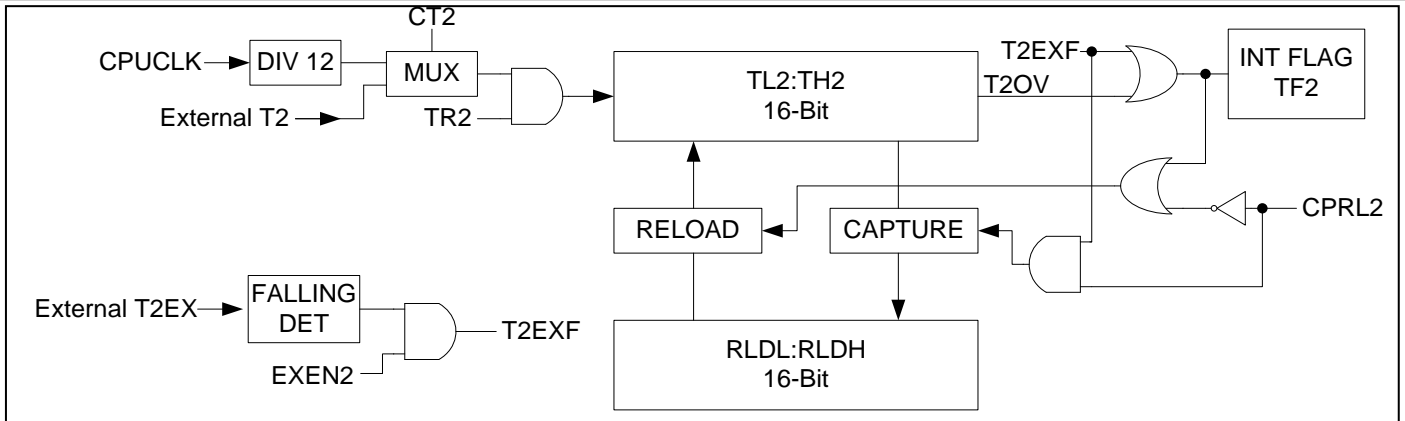 CT2
CPUCLK
DIV 12
MUX
External T2
TR2
TL2:TH2
16-Bit
T2EXF
T2OV
INT FLAG
TF2
RELOAD
CAPTURE
CPRL2
External T2EX
FALLING
DET
EXEN2
T2EXF
RLDL:RLDH
16-Bit